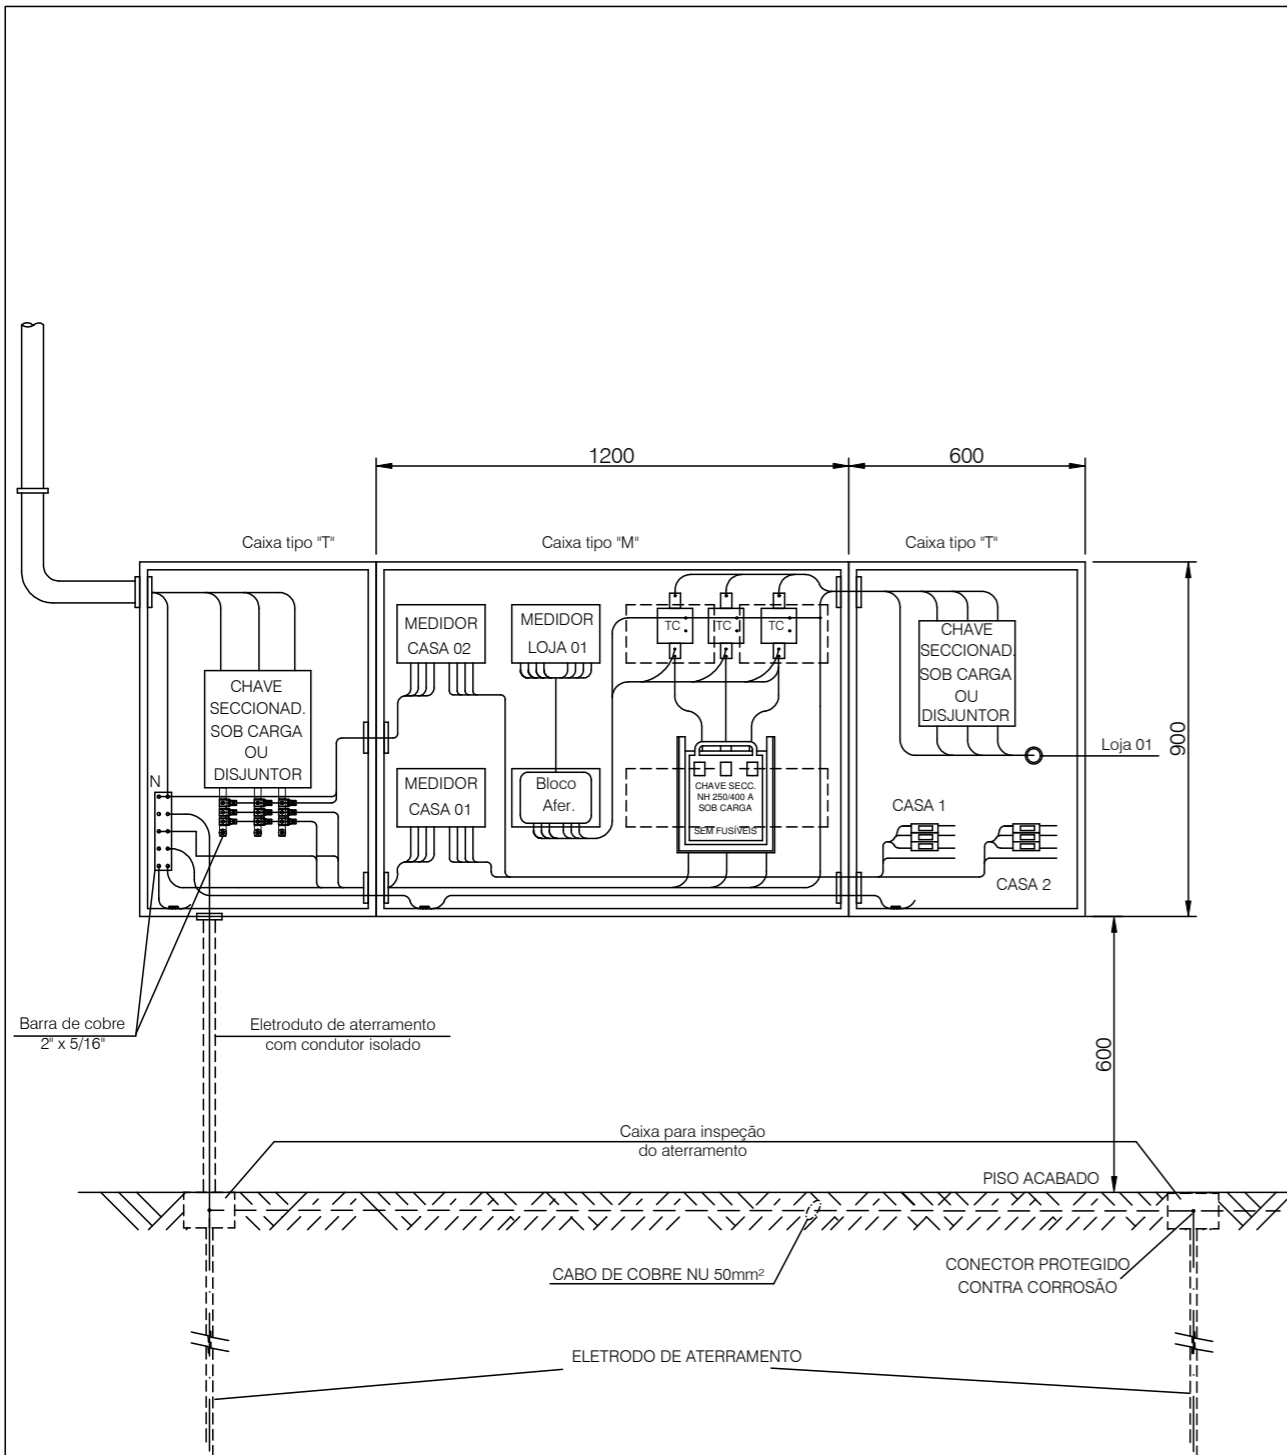 1200
600
Caixa tipo "T"
Caixa tipo "M"
Caixa tipo "T"
MEDIDOR
CASA 02
MEDIDOR
LOJA 01
TC
TC
TC
CHAVE
SECCIONAD.
SOB CARGA
OU
DISJUNTOR
CHAVE
SECCIONAD.
SOB CARGA
OU
DISJUNTOR
900
Loja 01
N
MEDIDOR
CASA 01
Bloco
Afer.
CHAVE SECC.
NH 250/400 A
SOB CARGA
SEM FUSÍVEIS
CASA 1
CASA 2
Barra de cobre
2" x 5/16"
Eletroduto de aterramento
com condutor isolado
600
Caixa para inspeção
do aterramento
PISO ACABADO
CABO DE COBRE NU 50mm²
CONECTOR PROTEGIDO
CONTRA CORROSÃO
ELETRODO DE ATERRAMENTO